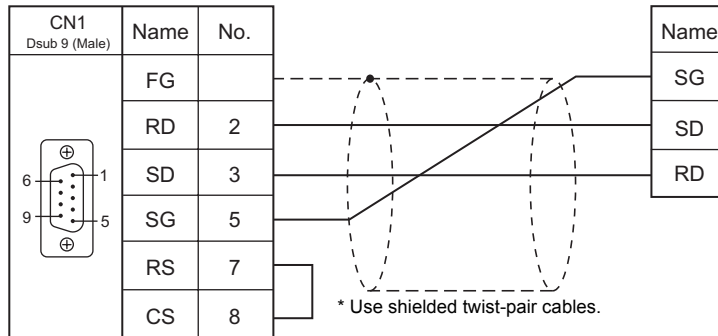 CN1
Dsub 9 (Male)
Name
No.
Name
FG
SG
RD
2
SD
6
1
SD
3
RD
9
5
SG
5
RS
7
CS
8
* Use shielded twist-pair cables.